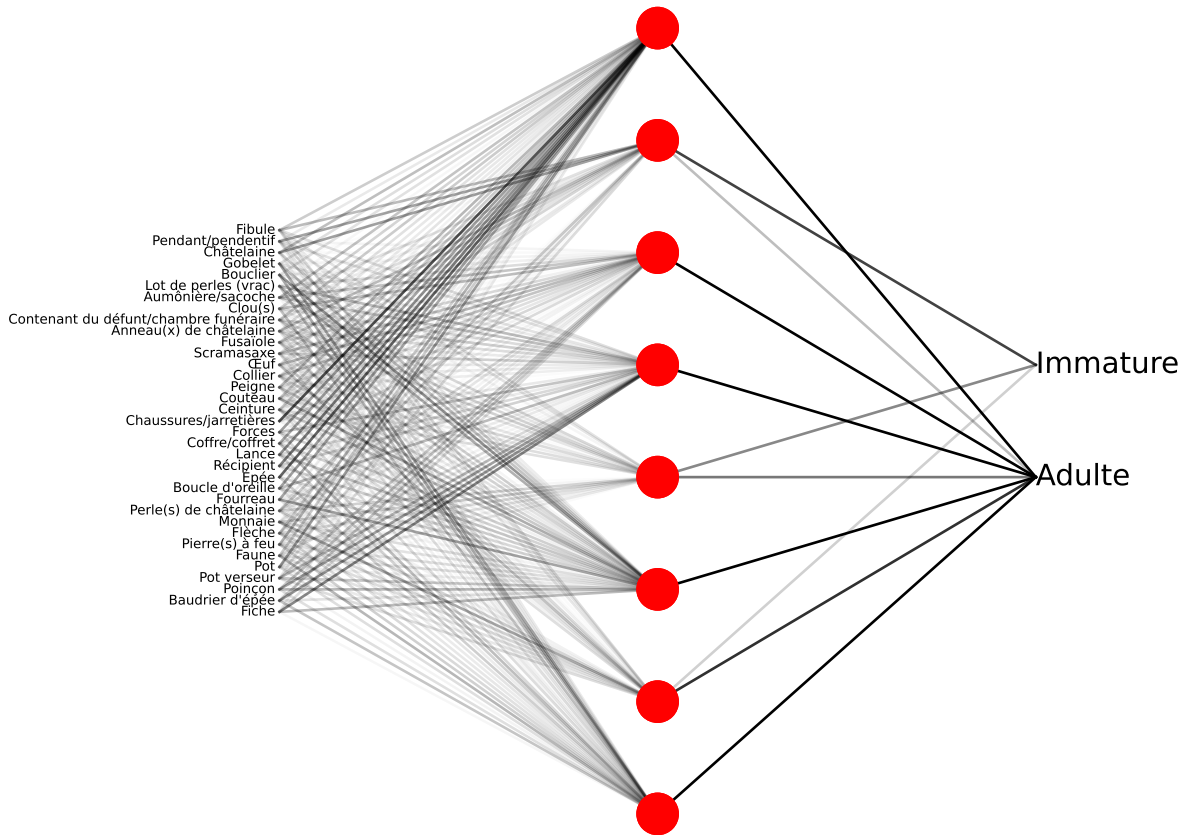 Fibule
Pendant/pendentif
Châtelaine
Gobelet
Bouclier
Lot de perles (vrac)
Aumônière/sacoche
Clou(s)
Contenant du défunt/chambre funéraire
Anneau(x) de châtelaine
Fusaïole
Scramasaxe
Œuf
Collier
Peigne
Couteau
Ceinture
Chaussures/jarretières
Forces
Coffre/coffret
Lance
Récipient
Epée
Boucle d'oreille
Fourreau
Perle(s) de châtelaine
Monnaie
Flèche
Pierre(s) à feu
Faune
Pot
Pot verseur
Poinçon
Baudrier d'épée
Fiche
Immature
Adulte